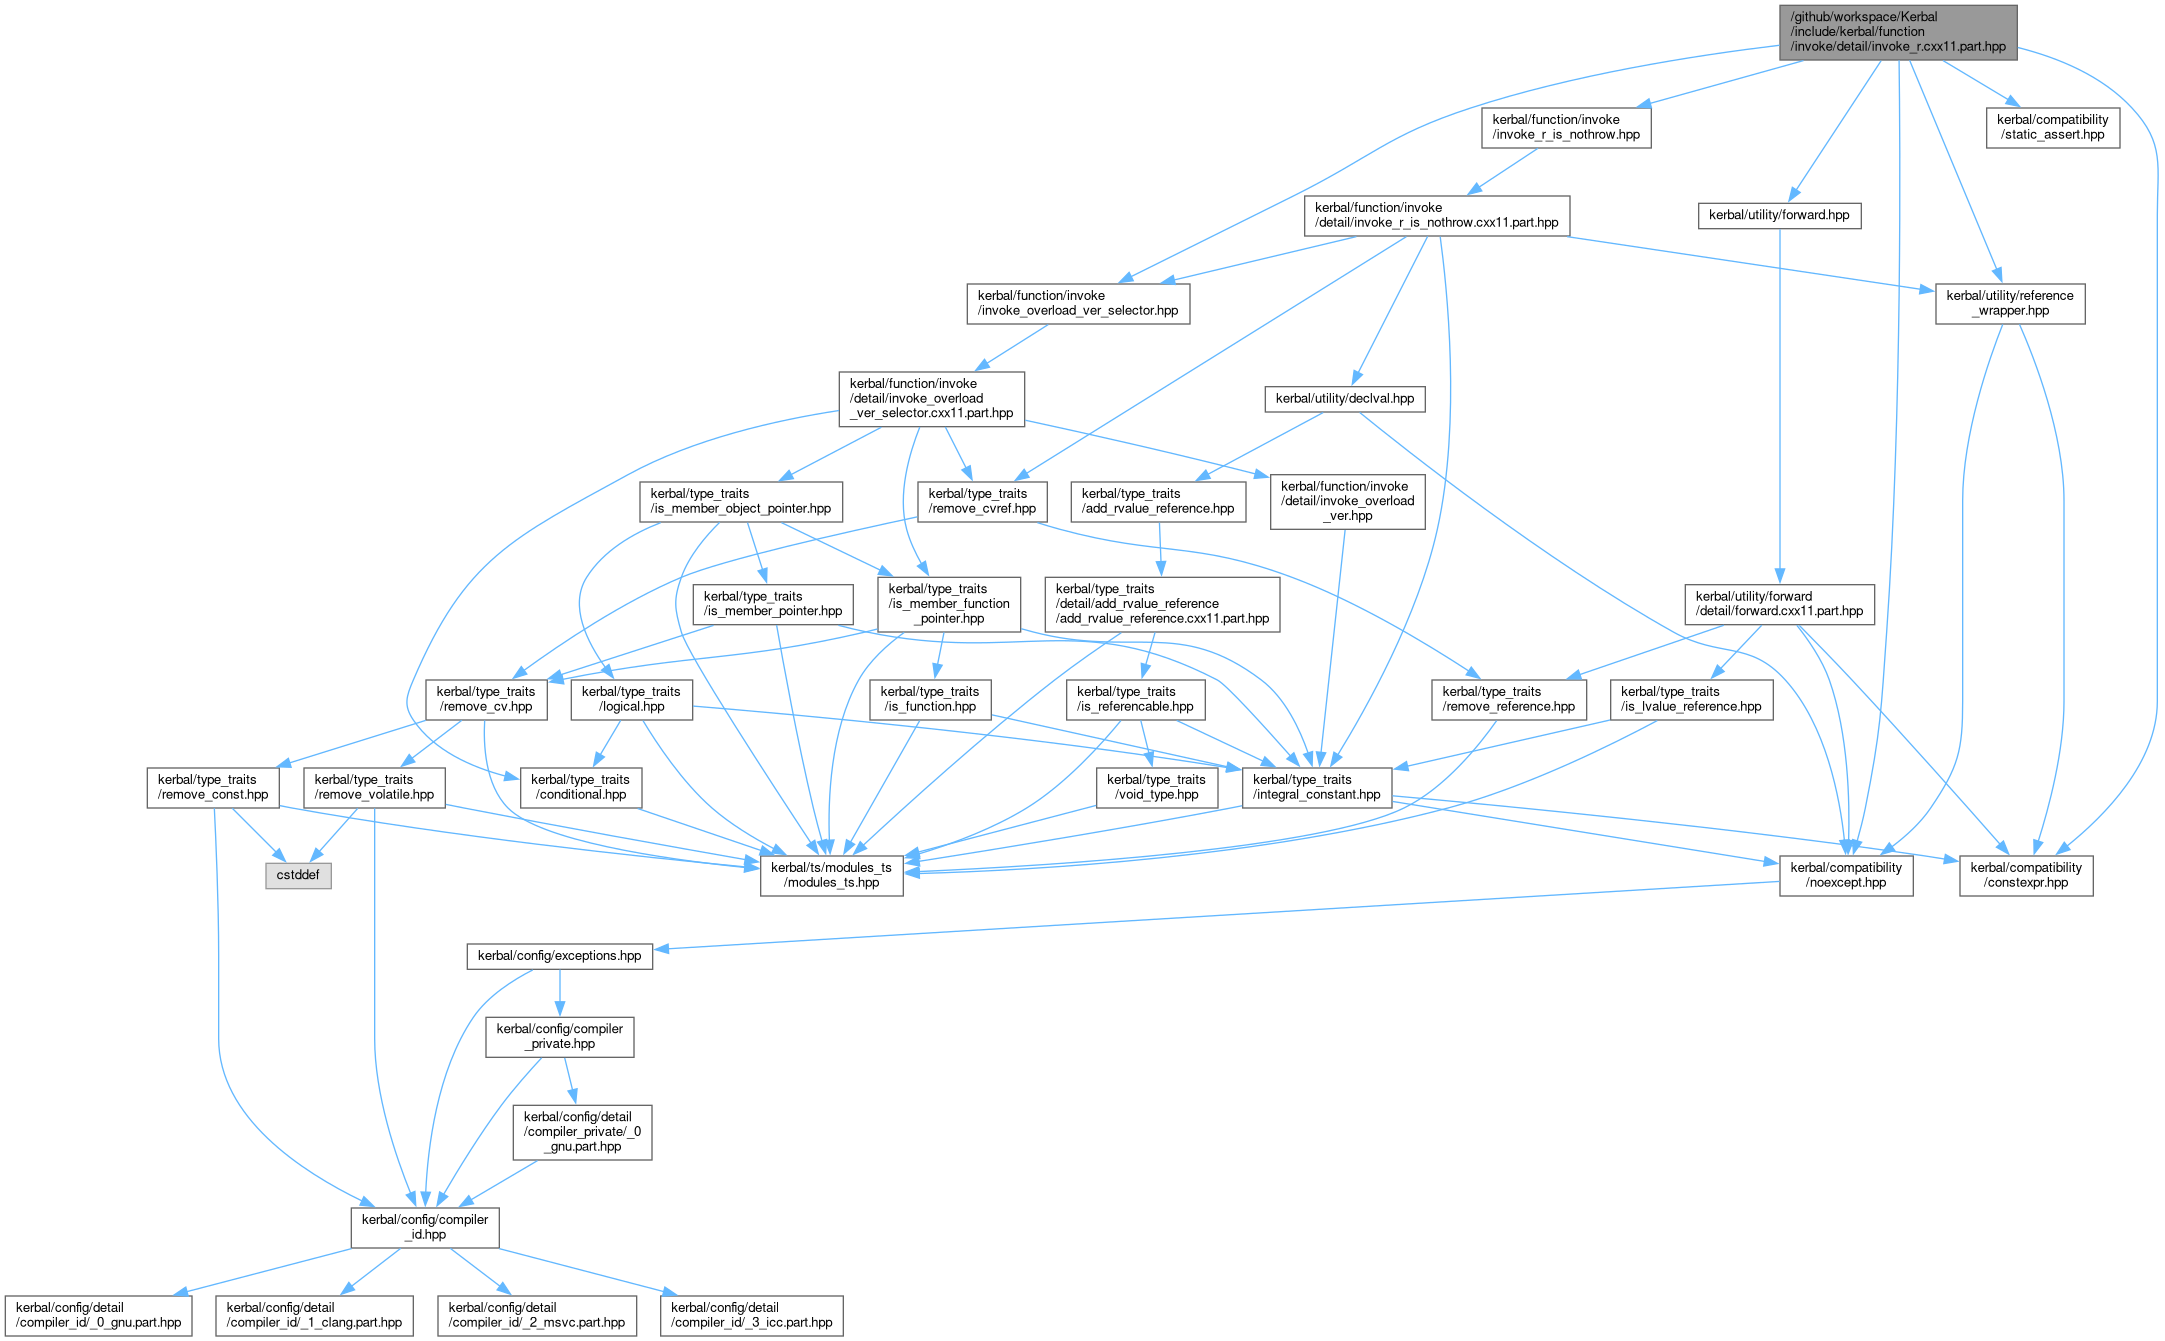 /github/workspace/Kerbal
/include/kerbal/function
/invoke/detail/invoke_r.cxx11.part.hpp
kerbal/function/invoke
/invoke_r_is_nothrow.hpp
kerbal/compatibility
/static_assert.hpp
kerbal/function/invoke
/detail/invoke_r_is_nothrow.cxx11.part.hpp
kerbal/utility/forward.hpp
kerbal/function/invoke
/invoke_overload_ver_selector.hpp
kerbal/utility/reference
_wrapper.hpp
kerbal/function/invoke
/detail/invoke_overload
_ver_selector.cxx11.part.hpp
kerbal/utility/declval.hpp
kerbal/type_traits
/is_member_object_pointer.hpp
kerbal/type_traits
/remove_cvref.hpp
kerbal/type_traits
/add_rvalue_reference.hpp
kerbal/function/invoke
/detail/invoke_overload
_ver.hpp
kerbal/type_traits
/is_member_pointer.hpp
kerbal/type_traits
/is_member_function
_pointer.hpp
kerbal/type_traits
/detail/add_rvalue_reference
/add_rvalue_reference.cxx11.part.hpp
kerbal/utility/forward
/detail/forward.cxx11.part.hpp
kerbal/type_traits
/remove_cv.hpp
kerbal/type_traits
/logical.hpp
kerbal/type_traits
/is_function.hpp
kerbal/type_traits
/is_referencable.hpp
kerbal/type_traits
/remove_reference.hpp
kerbal/type_traits
/is_lvalue_reference.hpp
kerbal/type_traits
/remove_const.hpp
kerbal/type_traits
/remove_volatile.hpp
kerbal/type_traits
/conditional.hpp
kerbal/type_traits
/void_type.hpp
kerbal/type_traits
/integral_constant.hpp
cstddef
kerbal/ts/modules_ts
/modules_ts.hpp
kerbal/compatibility
/noexcept.hpp
kerbal/compatibility
/constexpr.hpp
kerbal/config/exceptions.hpp
kerbal/config/compiler
_private.hpp
kerbal/config/detail
/compiler_private/_0
_gnu.part.hpp
kerbal/config/compiler
_id.hpp
kerbal/config/detail
/compiler_id/_0_gnu.part.hpp
kerbal/config/detail
/compiler_id/_1_clang.part.hpp
kerbal/config/detail
/compiler_id/_2_msvc.part.hpp
kerbal/config/detail
/compiler_id/_3_icc.part.hpp